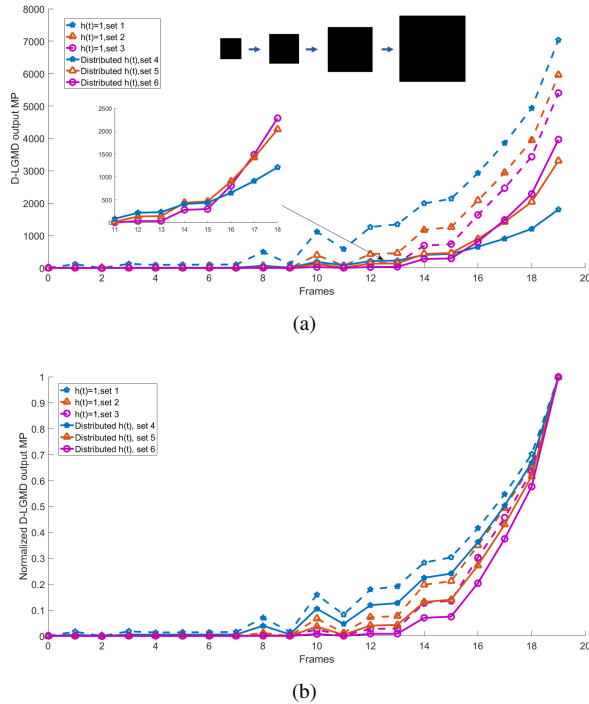 8000
7000
6000
5000
4000
3000
2000
1000
0
D-LGMD output MP
h(t)=1,set 1
h(t)=1,set 2
h(t)=1,set 3
Distributed h(t),set 4
Distributed h(t), set 5
Distributed h(t), set 6
2500
2000
1500
1000
500
0
11 12 13 14 15 16 17 18
0 2 4 6 8 10 12 14 16 18 20
Frames
(a)
1
0.9
0.8
0.7
0.6
0.5
0.4
0.3
0.2
0.1
0
Normalized D-LGMD output MP
h(t)=1,set 1
h(t)=1,set 2
h(t)=1,set 3
Distributed h(t), set 4
Distributed h(t), set 5
Distributed h(t), set 6
0 2 4 6 8 10 12 14 16 18 20
Frames
(b)